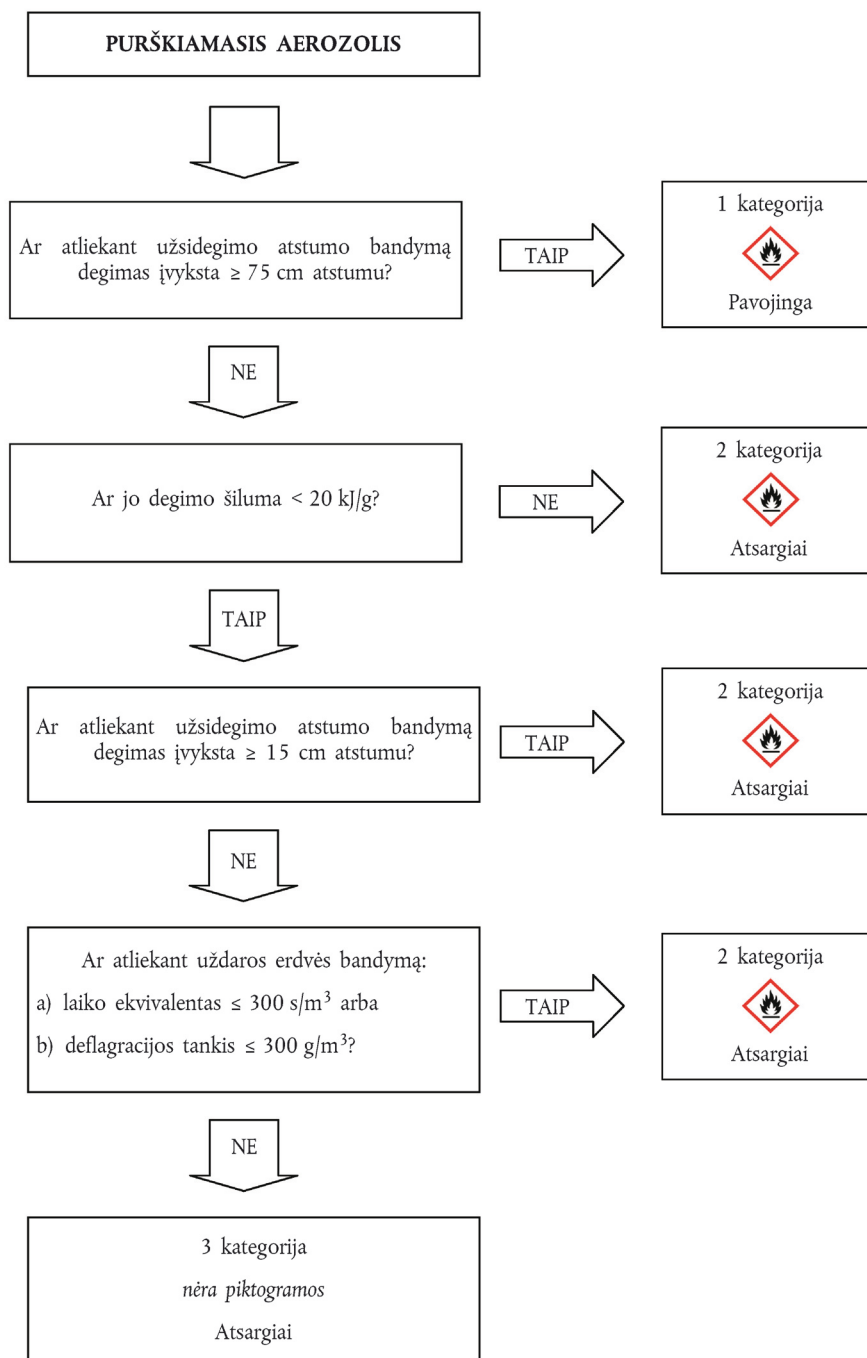 PURŠKIAMASIS AEROZOLIS
Ar atliekant užsidegimo atstumo bandymą
degimas įvyksta ≥ 75 cm atstumu?
TAIP
1 kategorija
Pavojinga
NE
Ar jo degimo šiluma < 20 kJ/g?
NE
2 kategorija
Atsargiai
TAIP
Ar atliekant užsidegimo atstumo bandymą
degimas įvyksta ≥ 15 cm atstumu?
TAIP
2 kategorija
Atsargiai
NE
Ar atliekant uždaros erdvės bandymą:
a) laiko ekvivalentas ≤ 300 s/m³ arba
b) deflagracijos tankis ≤ 300 g/m³?
TAIP
2 kategorija
Atsargiai
NE
3 kategorija
nėra piktogramos
Atsargiai